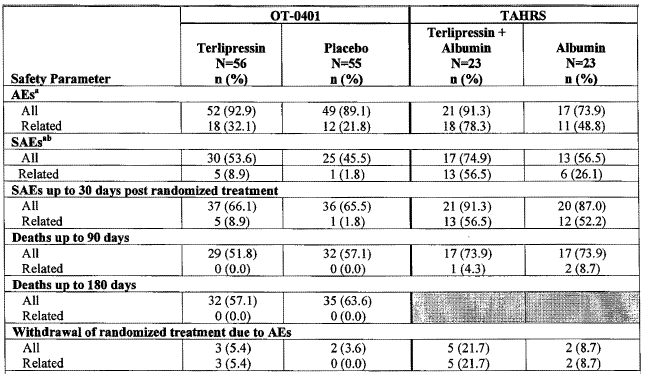 OT-0401 TAHRS
Safety Parameter Terlipressin N=56 n (%) Placebo N=55 n (%) Terlipressin + Albumin N=23 n (%) Albumin N=23 n (%)
AEsᵃ
All 52 (92.9) 49 (89.1) 21 (91.3) 17 (73.9)
Related 18 (32.1) 12 (21.8) 18 (78.3) 11 (48.8)
SAEsᵃᵇ
All 30 (53.6) 25 (45.5) 17 (74.9) 13 (56.5)
Related 5 (8.9) 1 (1.8) 13 (56.5) 6 (26.1)
SAEs up to 30 days post randomized treatment
All 37 (66.1) 36 (65.5) 21 (91.3) 20 (87.0)
Related 5 (8.9) 1 (1.8) 13 (56.5) 12 (52.2)
Deaths up to 90 days
All 29 (51.8) 32 (57.1) 17 (73.9) 17 (73.9)
Related 0 (0.0) 0 (0.0) 1 (4.3) 2 (8.7)
Deaths up to 180 days
All 32 (57.1) 35 (63.6)
Related 0 (0.0) 0 (0.0)
Withdrawal of randomized treatment due to AEs
All 3 (5.4) 2 (3.6) 5 (21.7) 2 (8.7)
Related 3 (5.4) 0 (0.0) 5 (21.7) 2 (8.7)